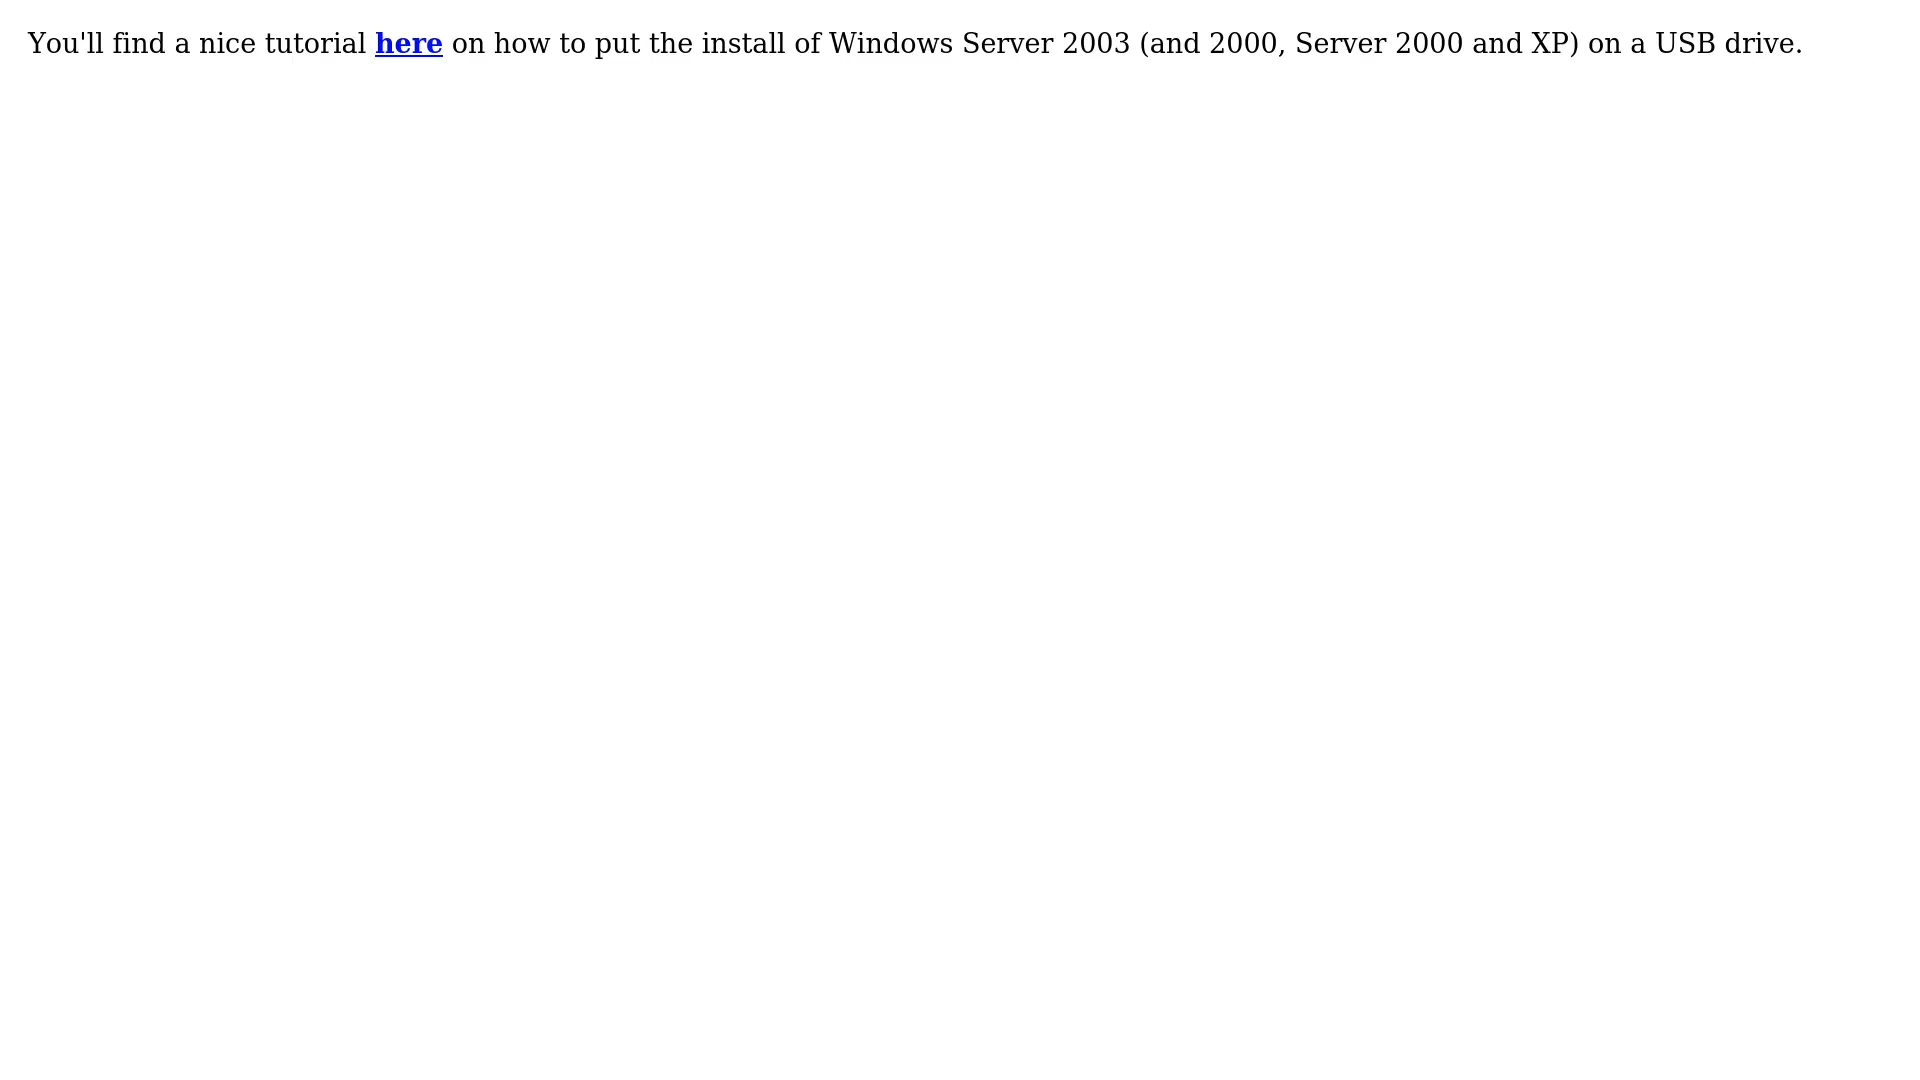 You'll find a nice tutorial here on how to put the install of Windows Server 2003 (and 2000, Server 2000 and XP) on a USB drive.